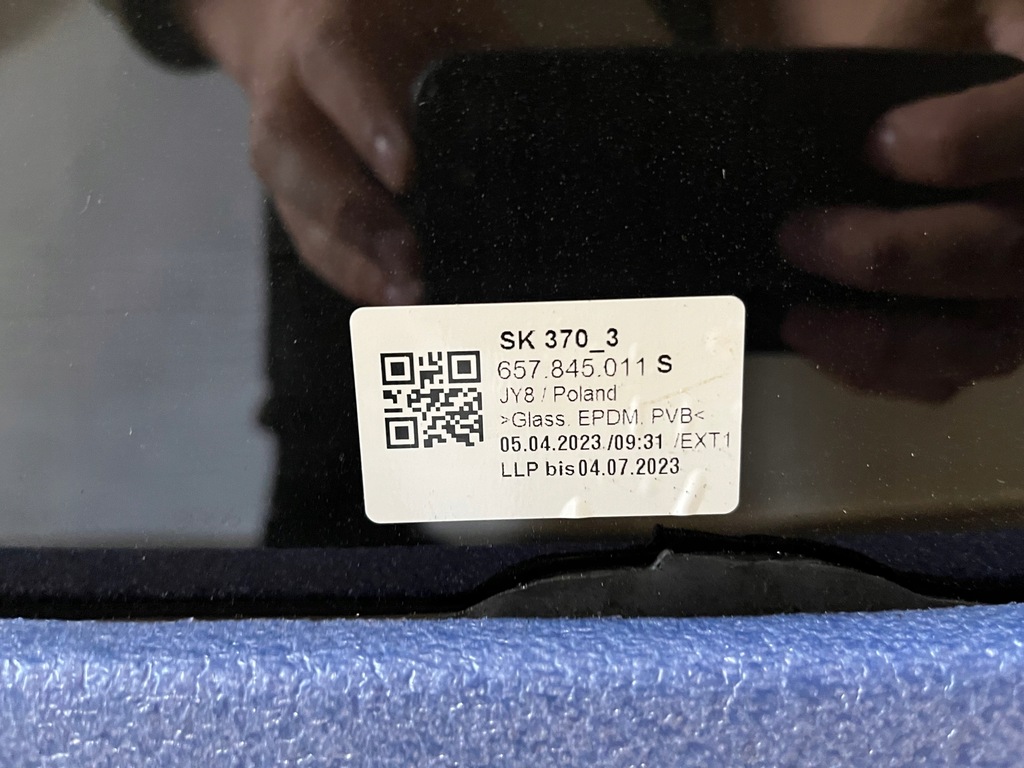 SK 370_3
657.845.011 S
JY8 / Poland
>Glass. EPDM. PVB<
05.04.2023 /09:31 /EXT1
LLP bis 04.07.2023